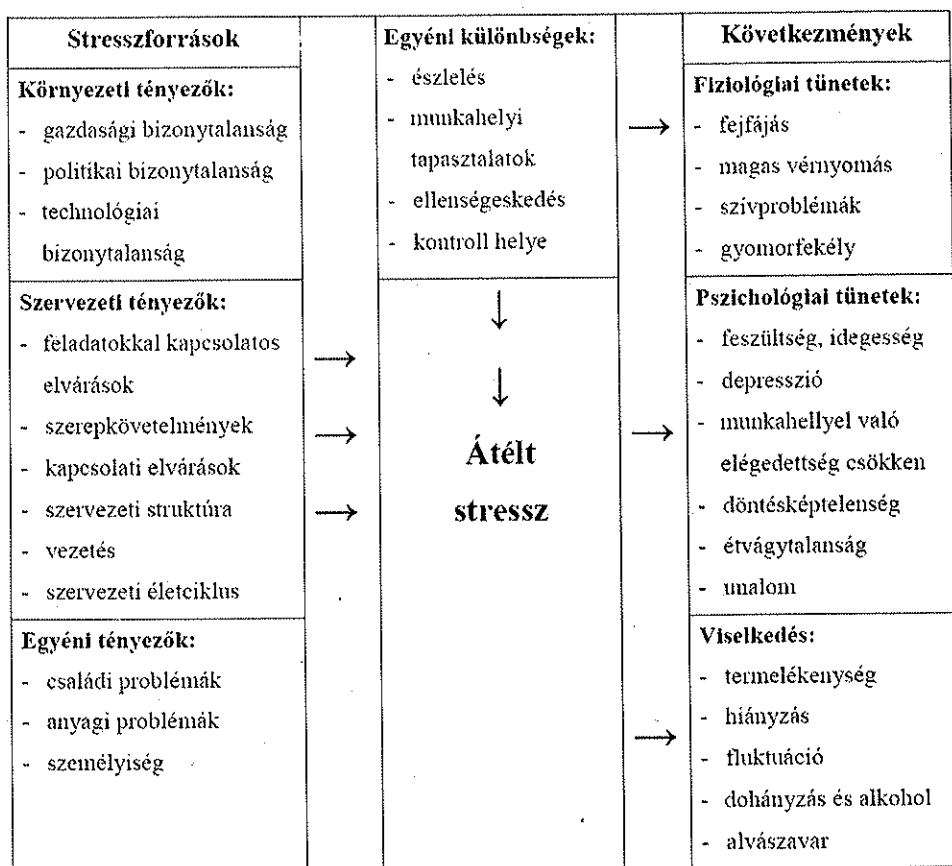 Stresszforrások
Környezeti tényezők:
- gazdasági bizonytalanság
- politikai bizonytalanság
- technológiai
bizonytalanság
Szervezeti tényezők:
- feladatokkal kapcsolatos
elvárások
- szerepkövetelmények
- kapcsolati elvárások
- szervezeti struktúra
- vezetés
- szervezeti életciklus
Egyéni tényezők:
- családi problémák
- anyagi problémák
- személyiség
Egyéni különbségek:
- észlelés
- munkahelyi
tapasztalatok
- ellenségeskedés
- kontroll helye
Átélt
stressz
Következmények
Fiziológiai tünetek:
- fejfájás
- magas vérnyomás
- szívproblémák
- gyomorfekély
Pszichológiai tünetek:
- feszültség, idegesség
- depresszió
- munkahellyel való
elégedettség csökken
- döntésképtelenség
- étvágytalanság
- unalom
Viselkedés:
- termelékenység
- hiányzás
- fluktuáció
- dohányzás és alkohol
- alvászavar